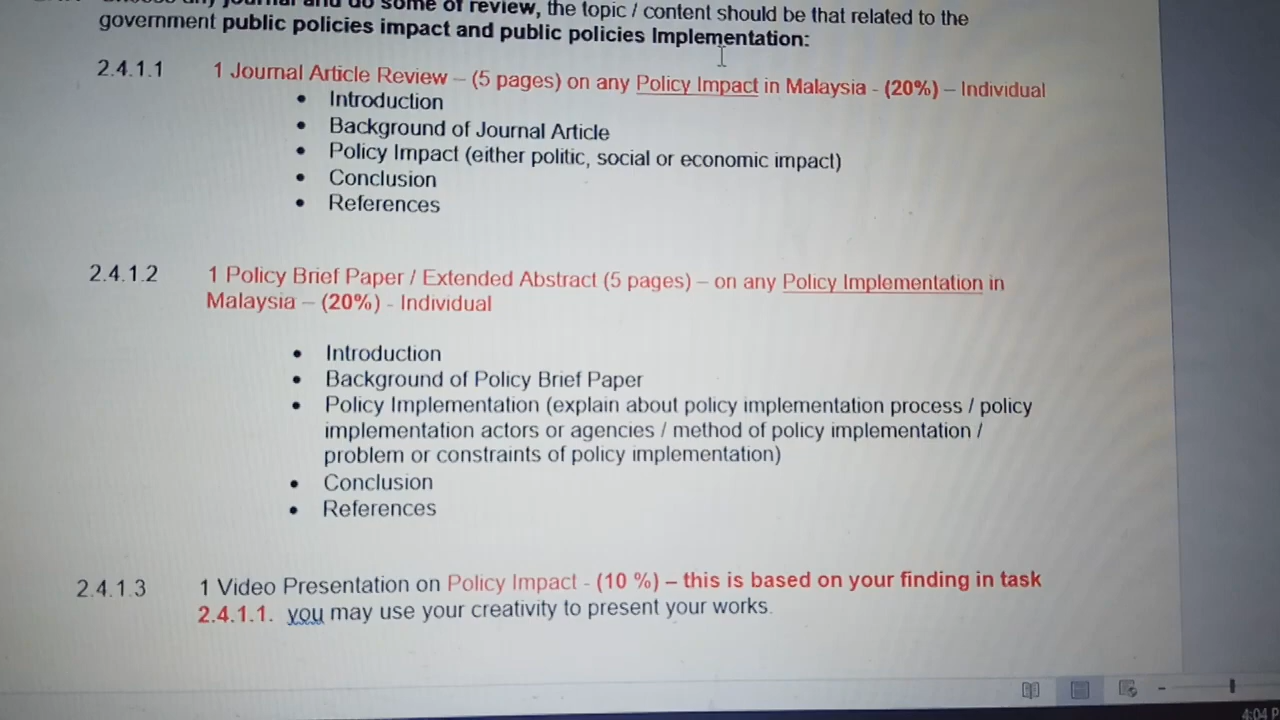 journal and do some of review, the topic / content should be that related to the
government public policies impact and public policies Implementation:
2.4.1.1 1 Journal Article Review – (5 pages) on any Policy Impact in Malaysia - (20%) – Individual
• Introduction
• Background of Journal Article
• Policy Impact (either politic, social or economic impact)
• Conclusion
• References
2.4.1.2 1 Policy Brief Paper / Extended Abstract (5 pages) – on any Policy Implementation in
Malaysia – (20%) - Individual
• Introduction
• Background of Policy Brief Paper
• Policy Implementation (explain about policy implementation process / policy
implementation actors or agencies / method of policy implementation /
problem or constraints of policy implementation)
• Conclusion
• References
2.4.1.3 1 Video Presentation on Policy Impact - (10 %) – this is based on your finding in task
2.4.1.1. you may use your creativity to present your works.
4:04 P